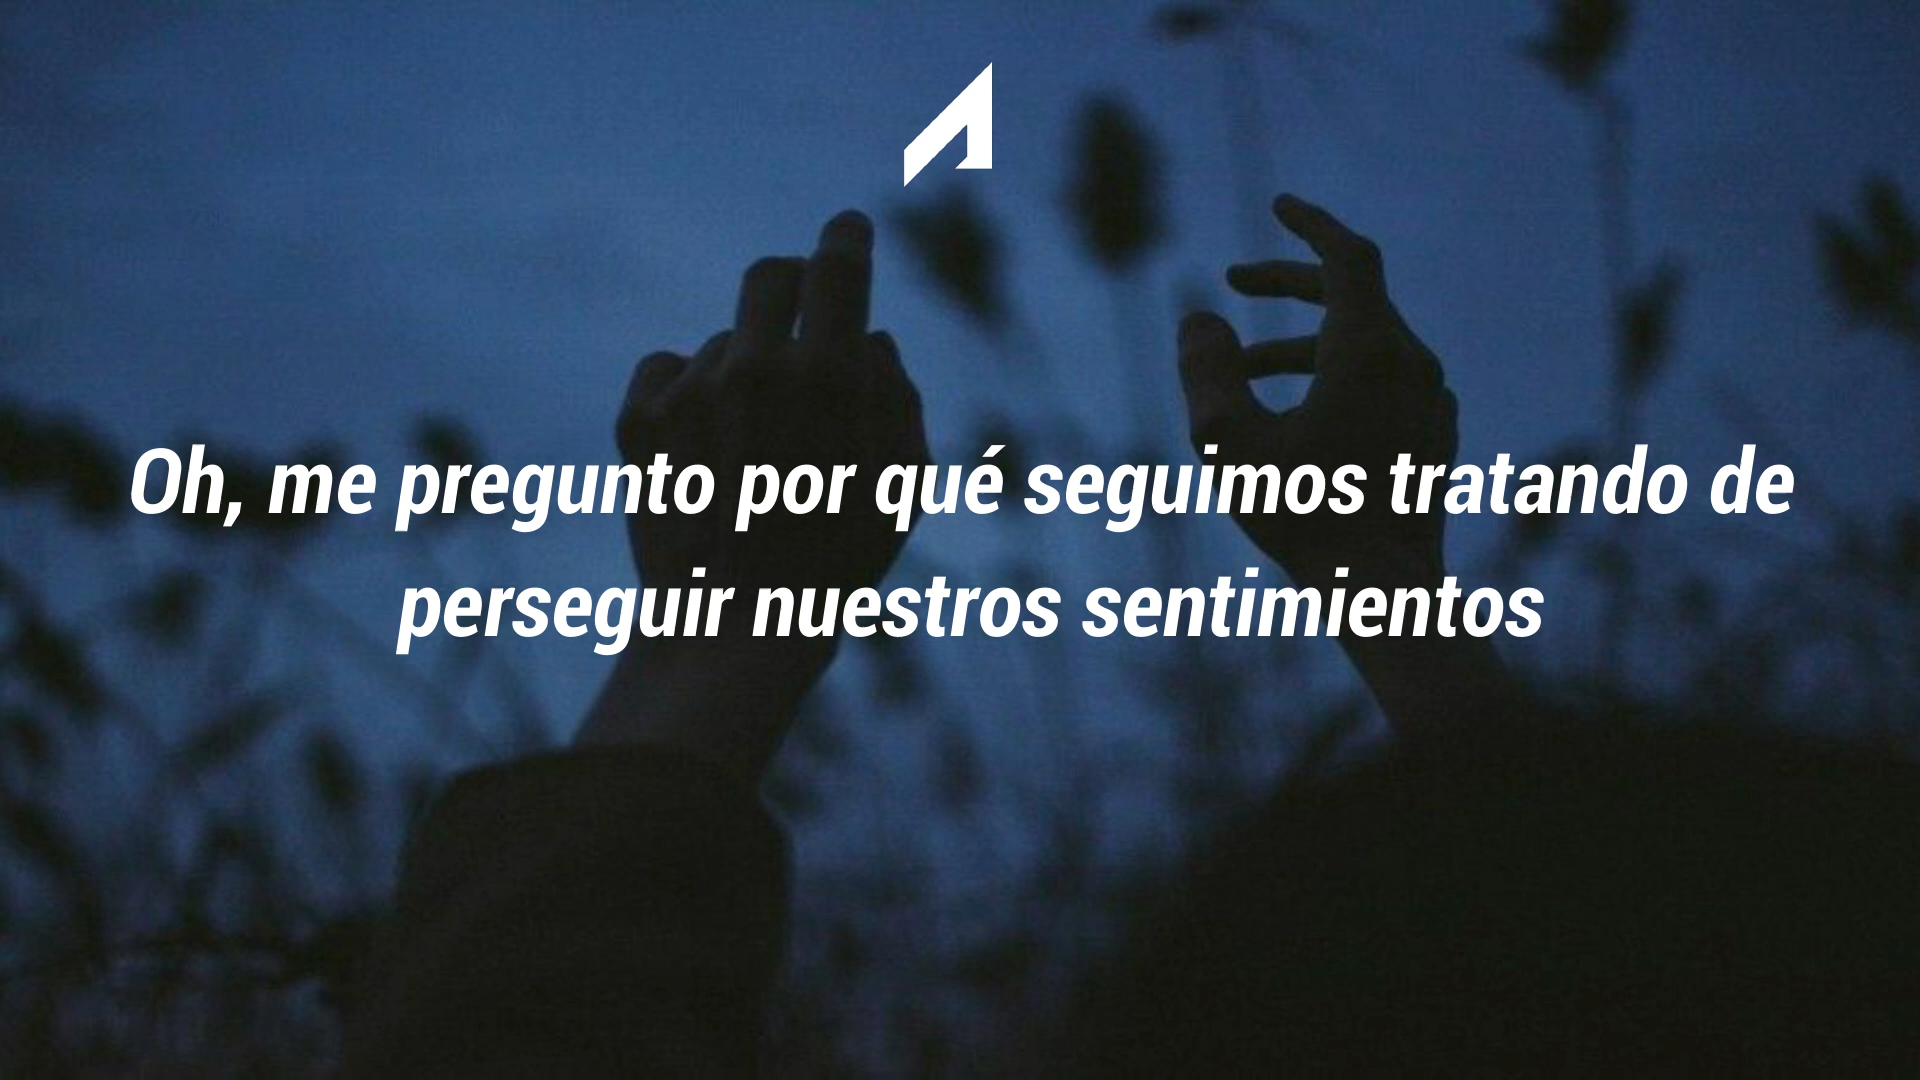 Oh, me pregunto por qué seguimos tratando de
perseguir nuestros sentimientos